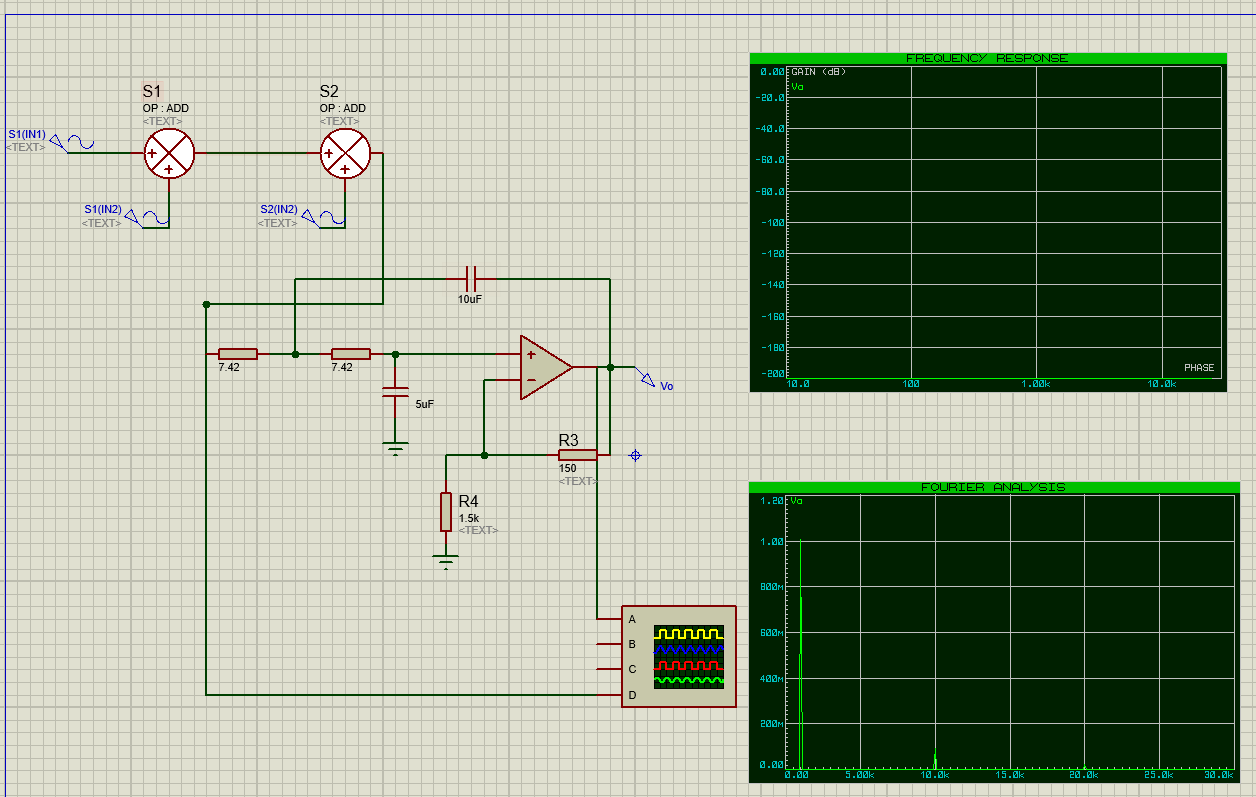 S1
OP : ADD
<TEXT>
S2
OP : ADD
<TEXT>
S1(IN1)
<TEXT>
S1(IN2)
<TEXT>
S2(IN2)
<TEXT>
10uF
7.42
7.42
5uF
Vo
R3
150
<TEXT>
R4
1.5k
<TEXT>
A
B
C
D
FREQUENCY RESPONSE
0.00
GAIN (dB)
Vo
-20.0
-40.0
-60.0
-80.0
-100
-120
-140
-160
-180
-200
PHASE
10.0
100
1.00k
10.0k
FOURIER ANALYSIS
1.20
Vo
1.00
800m
600m
400m
200m
0.00
0.00
5.00k
10.0k
15.0k
20.0k
25.0k
30.0k